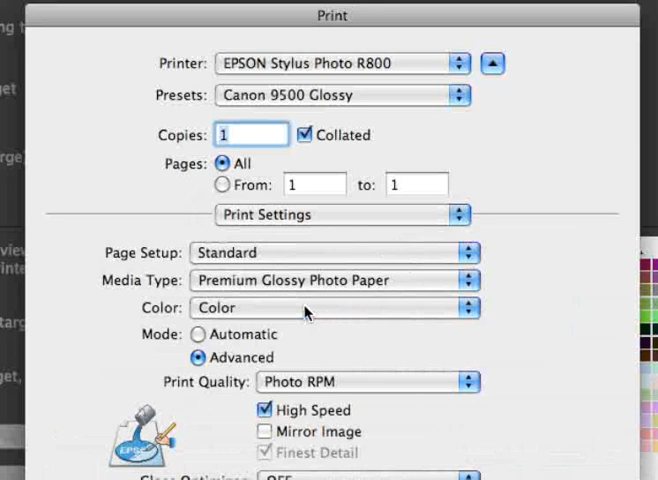 Print
Printer: EPSON Stylus Photo R800
Presets: Canon 9500 Glossy
Copies: 1 Collated
Pages: All
From: 1 to: 1
Print Settings
Page Setup: Standard
Media Type: Premium Glossy Photo Paper
Color: Color
Mode: Automatic
Advanced
Print Quality: Photo RPM
High Speed
Mirror Image
Finest Detail
EPSON